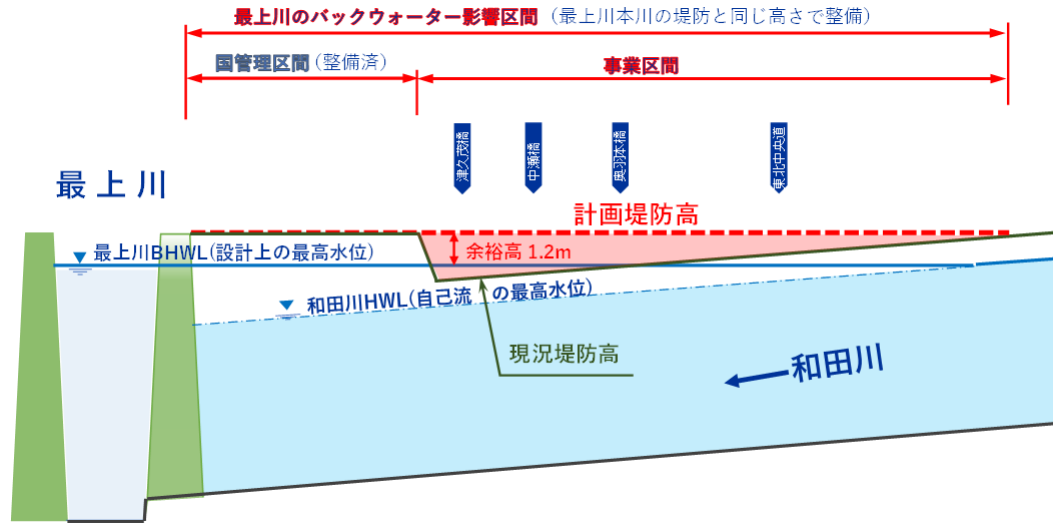 最上川のバックウォーター影響区間 (最上川本川の堤防と同じ高さで整備)
国管理区間 (整備済)
事業区間
津久茂橋
中瀬橋
奥羽本橋
東北中央道
最上川
計画堤防高
最上川BHWL(設計上の最高水位)
余裕高 1.2m
和田川HWL(自己流 の最高水位)
現況堤防高
和田川